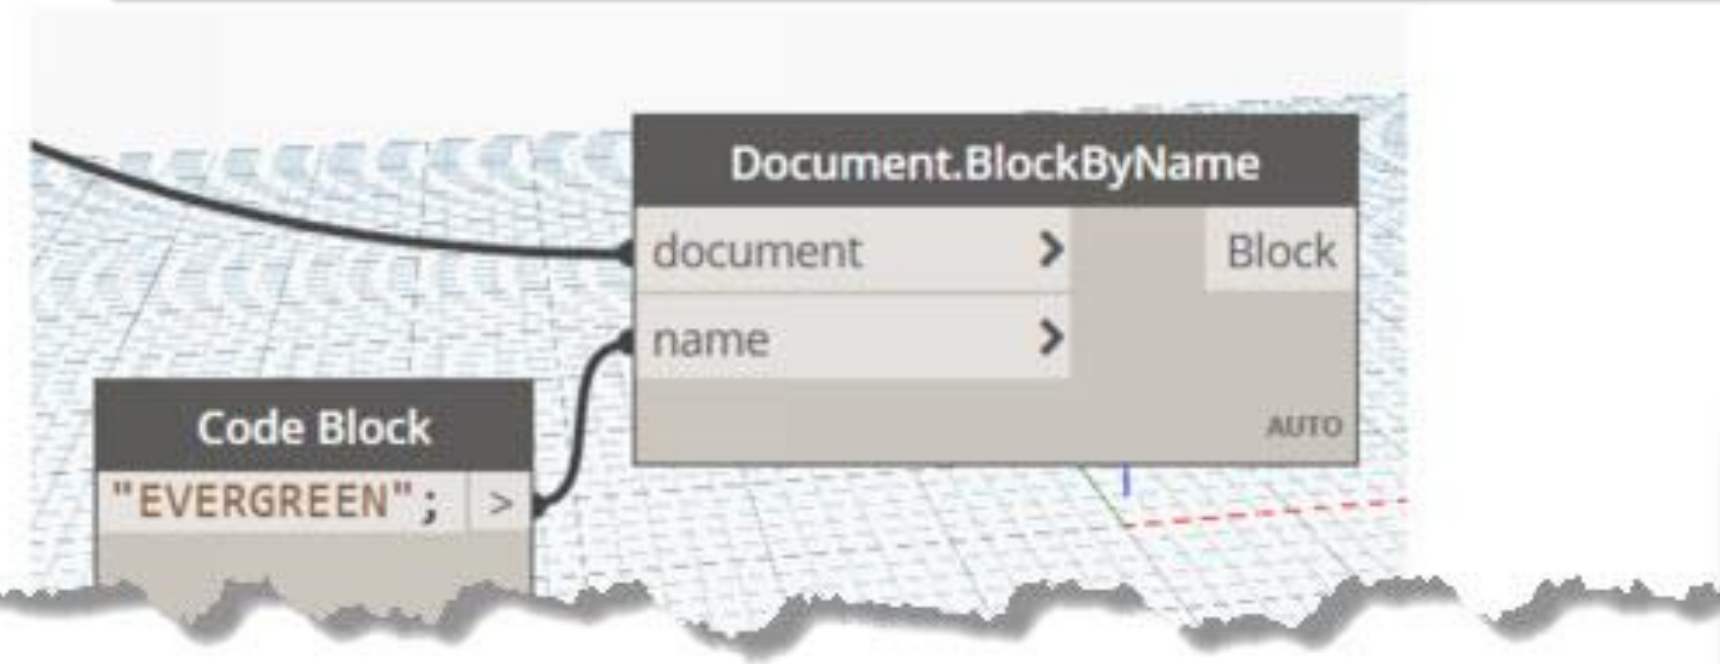 Document.BlockByName
document
Block
name
AUTO
Code Block
"EVERGREEN"; >